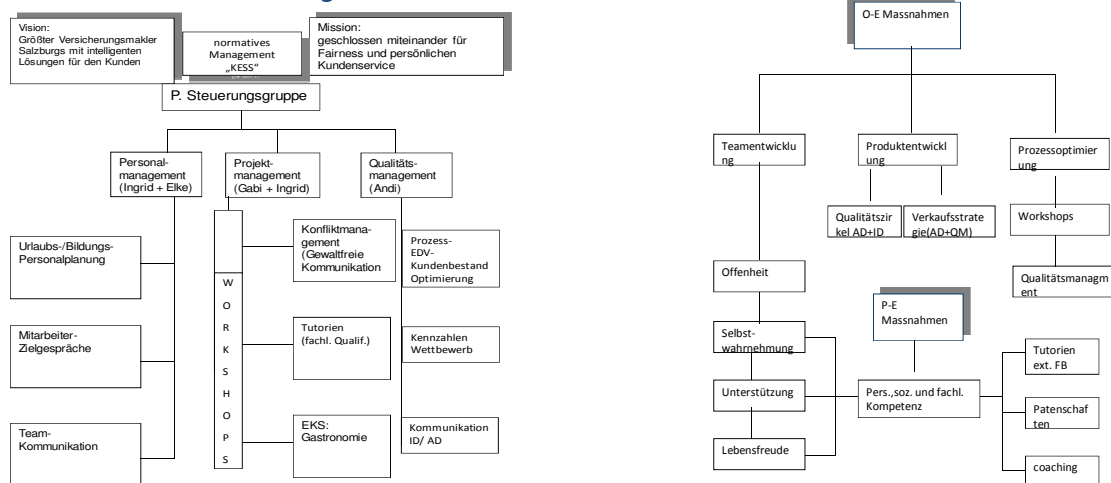 Vision:
Größter Versicherungsmakler
Salzburgs mit intelligenten
Lösungen für den Kunden
normatives
Management
„KESS“
Mission:
geschlossen miteinander für
Fairness und persönlichen
Kundenservice
P. Steuerungsgruppe
Personal-
management
(Ingrid + Elke)
Projekt-
management
(Gabi + Ingrid)
Qualitäts-
management
(Andi)
Urlaubs-/Bildungs-
Personalplanung
Mitarbeiter-
Zielgespräche
Team-
Kommunikation
W
O
R
K
S
H
O
P
S
Konfliktmana-
gement
(Gewaltfreie
Kommunikation
Tutorien
(fachl. Qualif.)
EKS:
Gastronomie
Prozess-
EDV-
Kundenbestand
Optimierung
Kennzahlen
Wettbewerb
Kommunikation
ID/ AD
O-E Massnahmen
Teamentwicklu
ng
Produktentwickl
ung
Prozessoptimier
ung
Qualitätszir
kel AD+ID
Verkaufsstrate
gie(AD+QM)
Workshops
Qualitätsmanagm
ent
Offenheit
Selbst-
wahrnehmung
Unterstützung
Lebensfreude
P-E
Massnahmen
Pers.,soz. und fachl.
Kompetenz
Tutorien
ext. FB
Patenschaf
ten
coaching